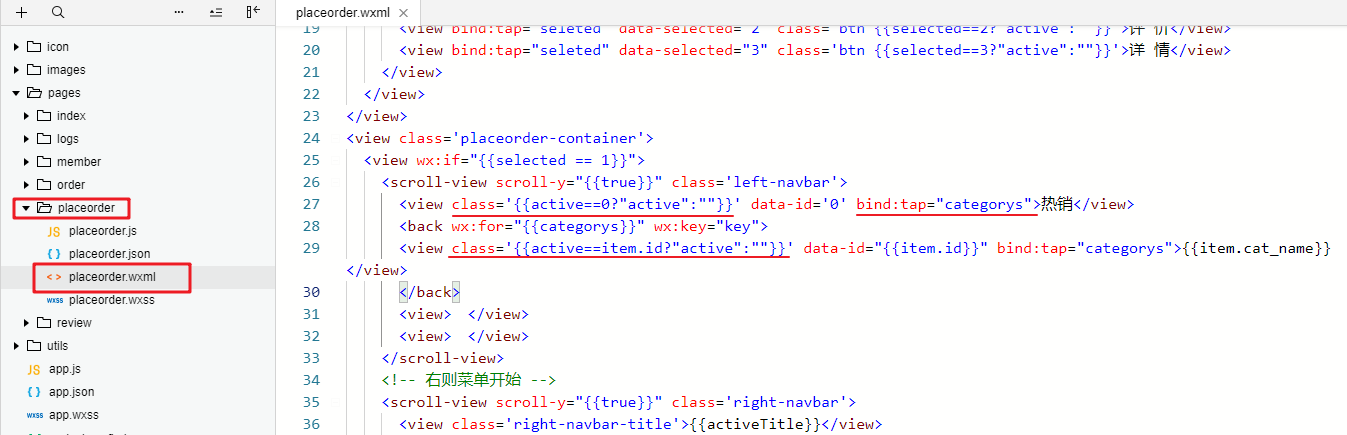 placeorder.wxml ×
icon
images
pages
index
logs
member
order
placeorder
JS placeorder.js
{ } placeorder.json
< > placeorder.wxml
wxss placeorder.wxss
review
utils
JS app.js
{ } app.json
wxss app.wxss
19 <view bind:tap="seleted" data-selected="2" class='btn {{selected==2?"active":""}}'>评 价</view>
20 <view bind:tap="seleted" data-selected="3" class='btn {{selected==3?"active":""}}'>详 情</view>
21 </view>
22 </view>
23 </view>
24 <view class='placeorder-container'>
25 <view wx:if="{{selected == 1}}">
26 <scroll-view scroll-y="{{true}}" class='left-navbar'>
27 <view class='{{active==0?"active":""}}' data-id='0' bind:tap="categorys">热销</view>
28 <back wx:for="{{categorys}}" wx:key="key">
29 <view class='{{active==item.id?"active":""}}' data-id="{{item.id}}" bind:tap="categorys">{{item.cat_name}}
</view>
30 </back>
31 <view>  </view>
32 <view>  </view>
33 </scroll-view>
34 <!-- 右则菜单开始 -->
35 <scroll-view scroll-y="{{true}}" class='right-navbar'>
36 <view class='right-navbar-title'>{{activeTitle}}</view>